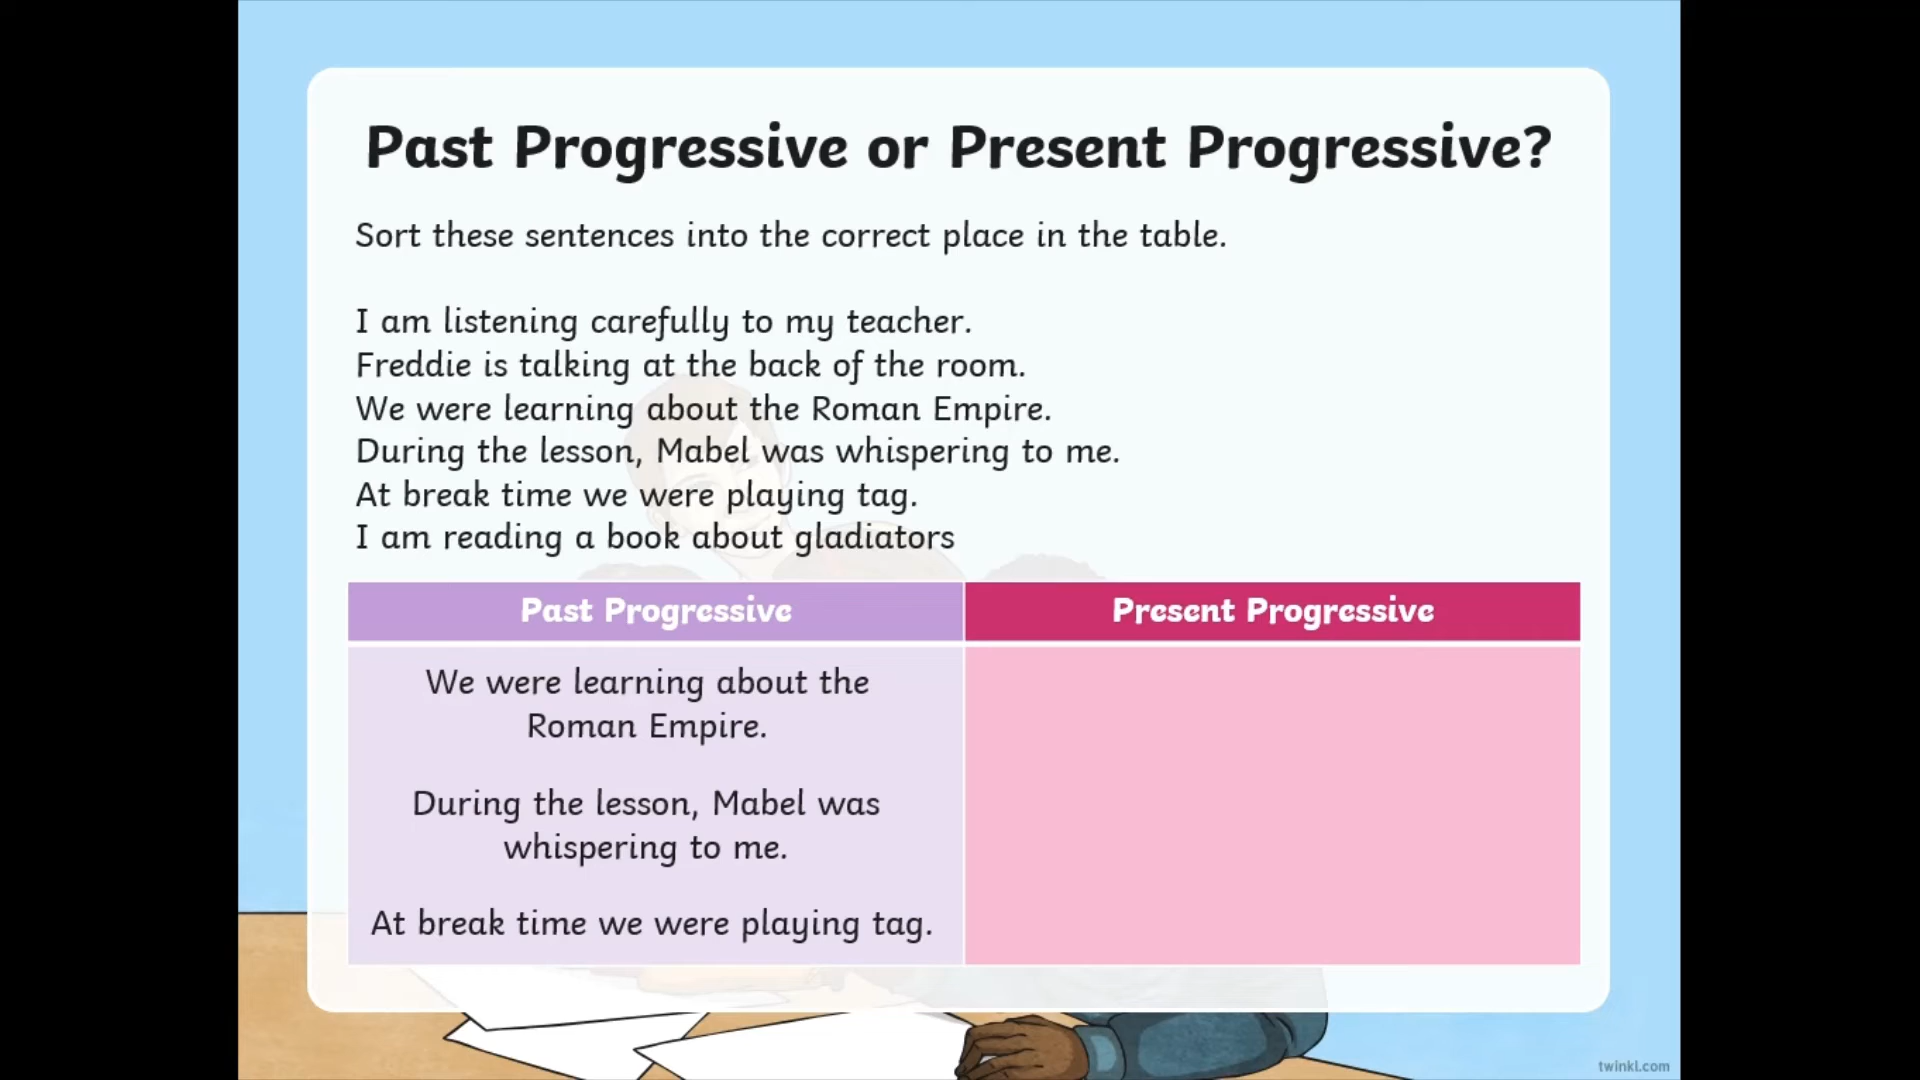 Past Progressive or Present Progressive?
Sort these sentences into the correct place in the table.
I am listening carefully to my teacher.
Freddie is talking at the back of the room.
We were learning about the Roman Empire.
During the lesson, Mabel was whispering to me.
At break time we were playing tag.
I am reading a book about gladiators
Past Progressive
Present Progressive
We were learning about the
Roman Empire.
During the lesson, Mabel was
whispering to me.
At break time we were playing tag.
twinkl.com